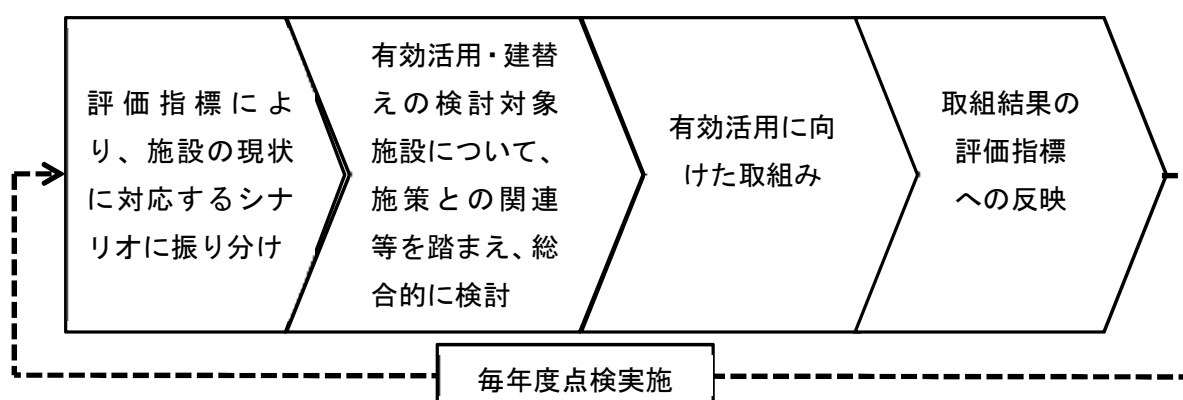 評価指標によ
り、施設の現状
に対応するシナ
リオに振り分け
有効活用・建替
えの検討対象
施設について、
施策との関連
等を踏まえ、総
合的に検討
有効活用に向
けた取組み
取組結果の
評価指標
への反映
毎年度点検実施